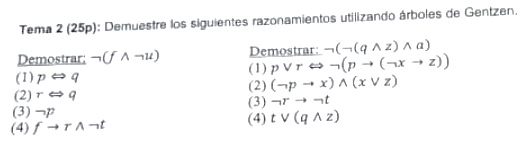 Tema 2 (25p): Demuestre los siguientes razonamientos utilizando árboles de Gentzen.
Demostrar: ¬(f ∧ ¬u)
(1) p ⇔ q
(2) r ⇔ q
(3) ¬p
(4) f → r ∧ ¬t
Demostrar: ¬(¬(q ∧ z) ∧ a)
(1) p ∨ r ⇔ ¬(p → (¬x → z))
(2) (¬p → x) ∧ (x ∨ z)
(3) ¬r → ¬t
(4) t ∨ (q ∧ z)